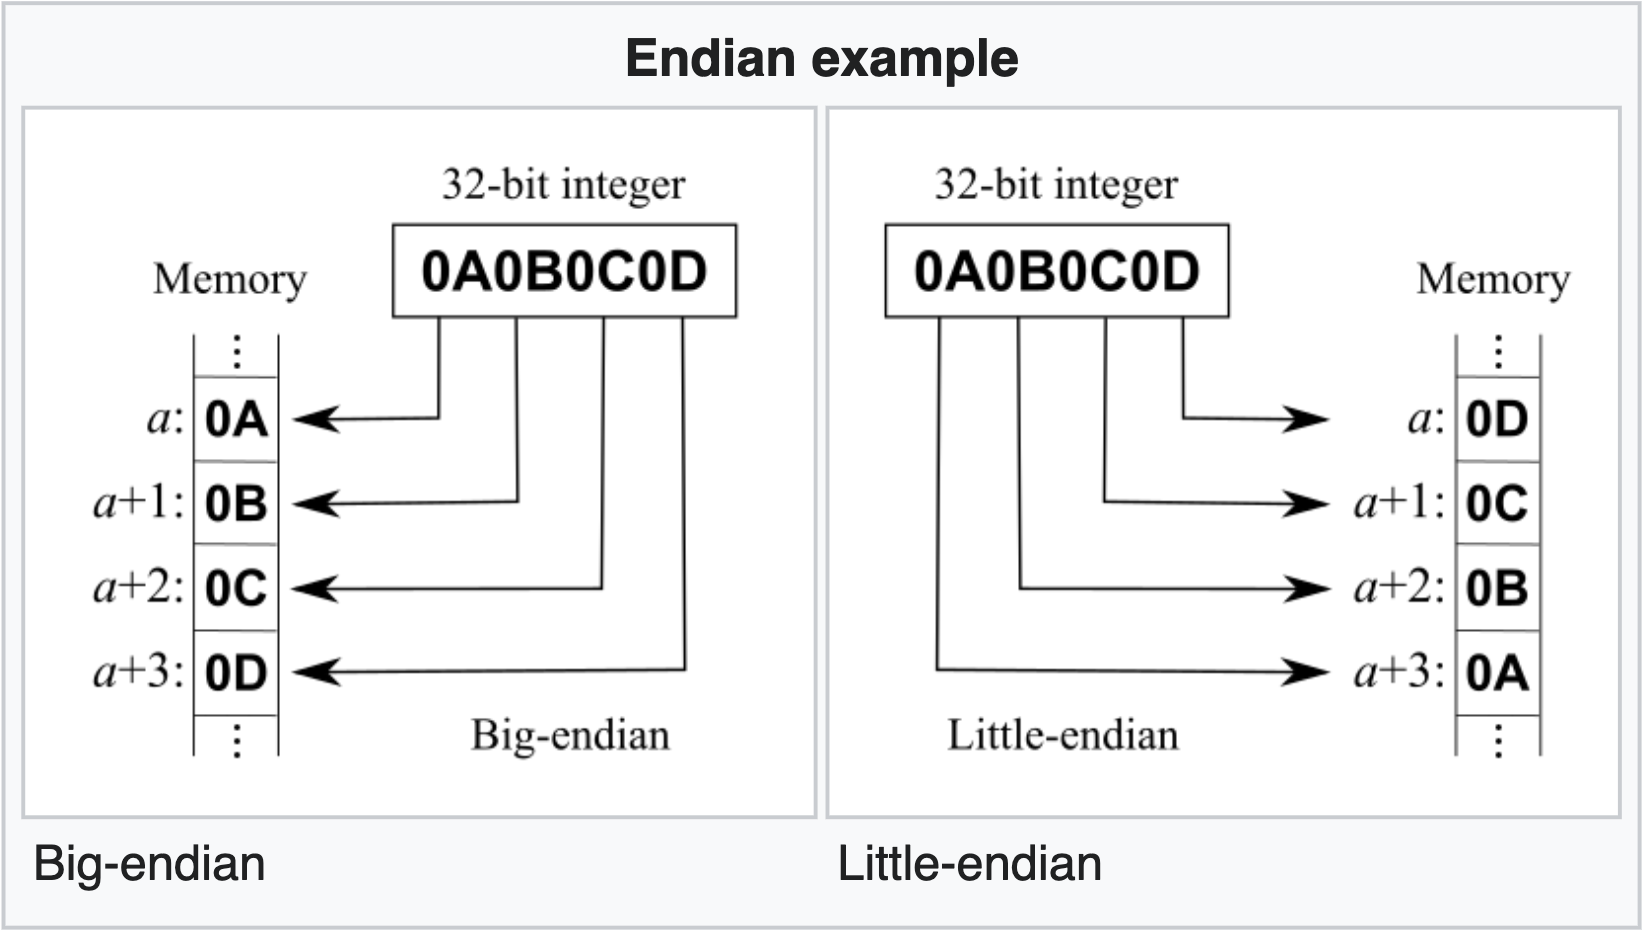 Endian example
32-bit integer
0A0B0C0D
Memory
⋮
a: 0A
a+1: 0B
a+2: 0C
a+3: 0D
⋮
Big-endian
32-bit integer
0A0B0C0D
Memory
⋮
a: 0D
a+1: 0C
a+2: 0B
a+3: 0A
⋮
Little-endian
Big-endian
Little-endian